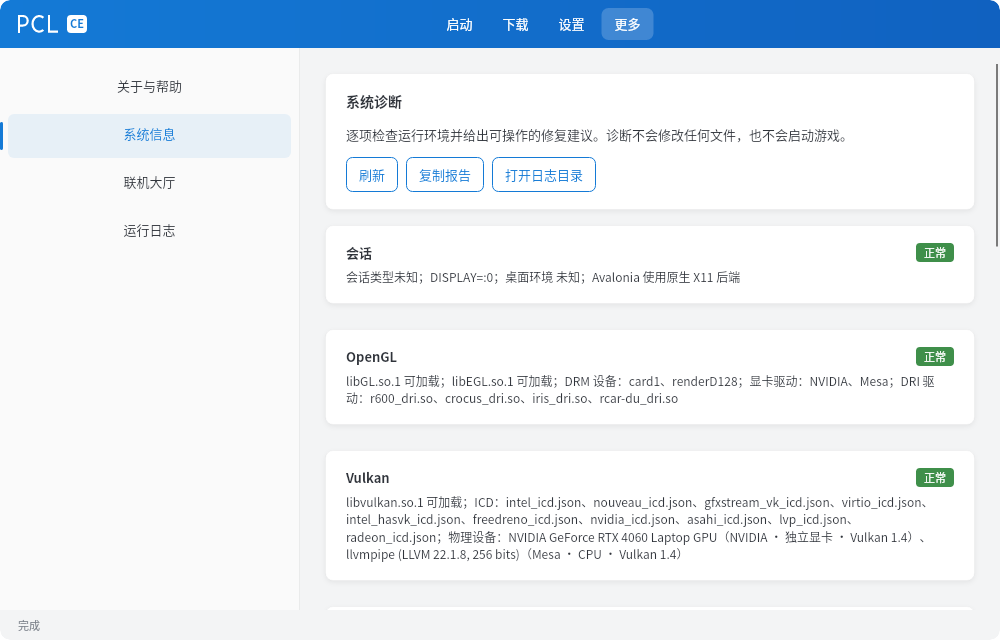 PCL CE
启动 下载 设置 更多
关于与帮助
系统信息
联机大厅
运行日志
系统诊断
逐项检查运行环境并给出可操作的修复建议。诊断不会修改任何文件，也不会启动游戏。
刷新 复制报告 打开日志目录
会话 正常
会话类型未知；DISPLAY=:0；桌面环境 未知；Avalonia 使用原生 X11 后端
OpenGL 正常
libGL.so.1 可加载；libEGL.so.1 可加载；DRM 设备：card1、renderD128；显卡驱动：NVIDIA、Mesa；DRI 驱
动：r600_dri.so、crocus_dri.so、iris_dri.so、rcar-du_dri.so
Vulkan 正常
libvulkan.so.1 可加载；ICD：intel_icd.json、nouveau_icd.json、gfxstream_vk_icd.json、virtio_icd.json、
intel_hasvk_icd.json、freedreno_icd.json、nvidia_icd.json、asahi_icd.json、lvp_icd.json、
radeon_icd.json；物理设备：NVIDIA GeForce RTX 4060 Laptop GPU（NVIDIA · 独立显卡 · Vulkan 1.4）、
llvmpipe (LLVM 22.1.8, 256 bits)（Mesa · CPU · Vulkan 1.4）
完成